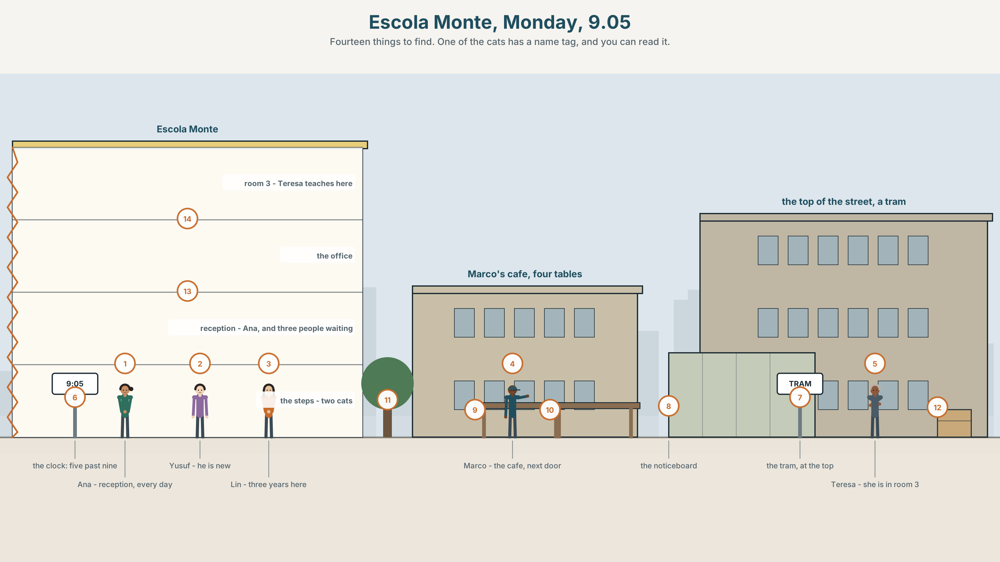 Escola Monte, Monday, 9.05
Fourteen things to find. One of the cats has a name tag, and you can read it.
Escola Monte
room 3 - Teresa teaches here
the top of the street, a tram
14
the office
Marco's cafe, four tables
13
reception - Ana, and three people waiting
1
2
3
4
5
9:05
6
the steps - two cats
11
9
10
8
TRAM
7
12
the clock: five past nine
Yusuf - he is new
Marco - the cafe, next door
the noticeboard
the tram, at the top
Ana - reception, every day
Lin - three years here
Teresa - she is in room 3